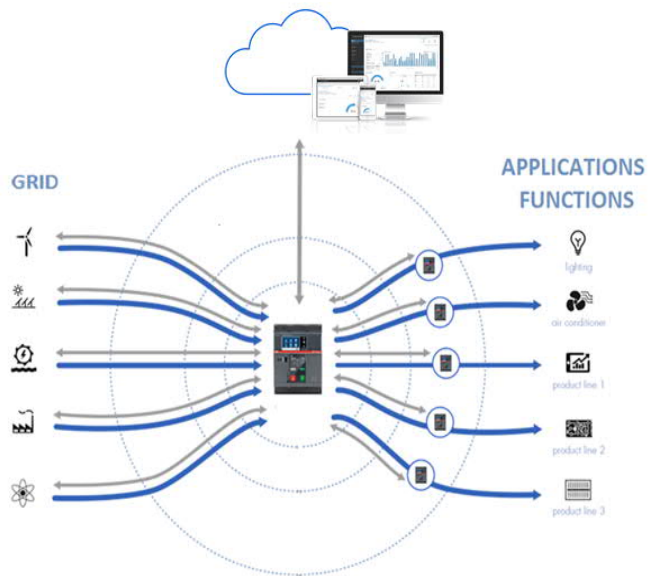 GRID
APPLICATIONS
FUNCTIONS
lighting
air conditioner
product line 1
product line 2
product line 3